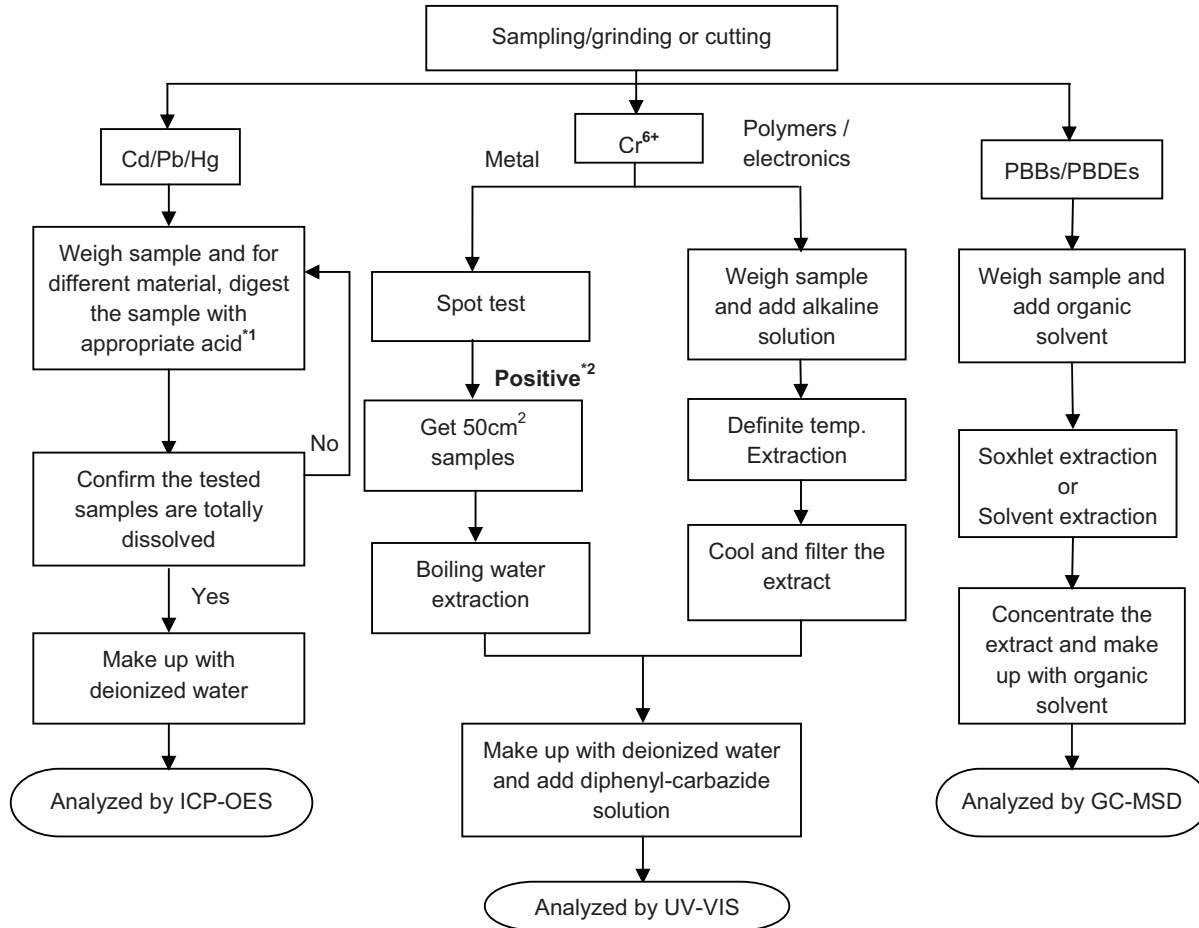 Sampling/grinding or cutting
Cd/Pb/Hg
Weigh sample and for
different material, digest
the sample with
appropriate acid*1
No
Confirm the tested
samples are totally
dissolved
Yes
Make up with
deionized water
Analyzed by ICP-OES
Cr6+
Metal
Spot test
Positive*2
Get 50cm2
samples
Boiling water
extraction
Polymers /
electronics
Weigh sample
and add alkaline
solution
Definite temp.
Extraction
Cool and filter the
extract
Make up with deionized water
and add diphenyl-carbazide
solution
Analyzed by UV-VIS
PBBs/PBDEs
Weigh sample and
add organic
solvent
Soxhlet extraction
or
Solvent extraction
Concentrate the
extract and make
up with organic
solvent
Analyzed by GC-MSD